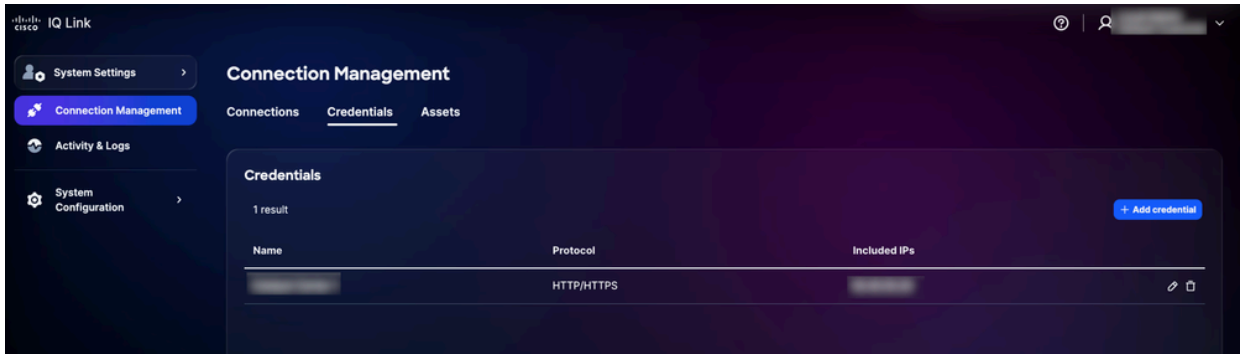 cisco IQ Link
System Settings
Connection Management
Activity & Logs
System
Configuration
Connection Management
Connections Credentials Assets
Credentials
1 result
+ Add credential
Name Protocol Included IPs
HTTP/HTTPS